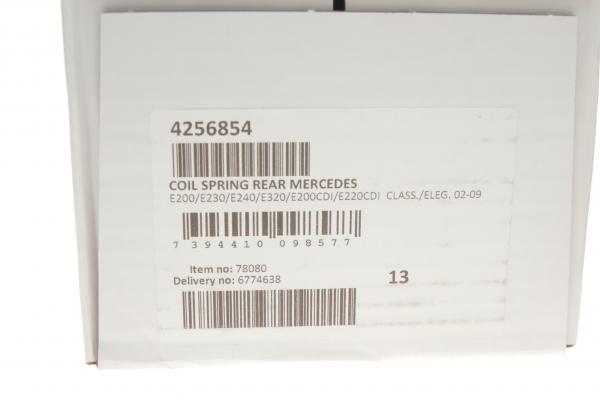 4256854
COIL SPRING REAR MERCEDES
E200/E230/E240/E320/E200CDI/E220CDI CLASS./ELEG. 02-09
7 394410 098577
Item no: 78080
Delivery no: 6774638
13